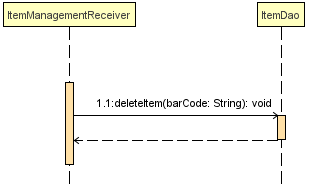 ItemManagementReceiver
ItemDao
1.1:deleteItem(barCode: String): void